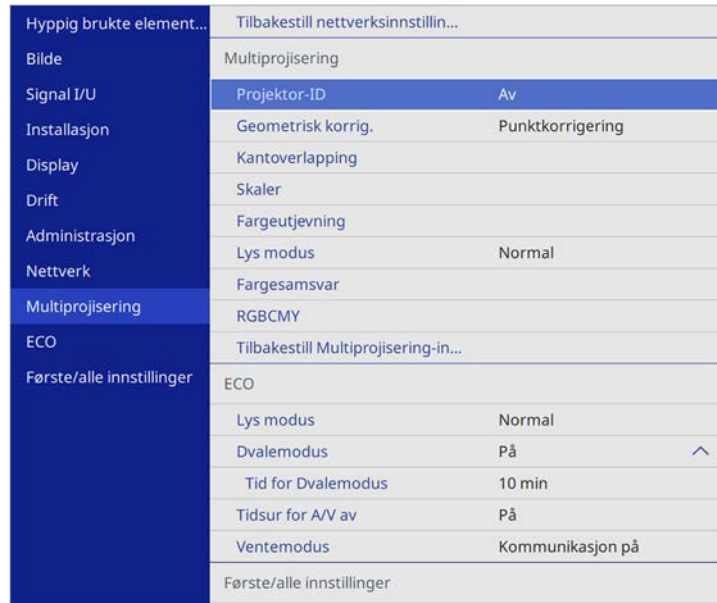 Hyppig brukte element...
Bilde
Signal I/U
Installasjon
Display
Drift
Administrasjon
Nettverk
Multiprojisering
ECO
Første/alle innstillinger
Tilbakestill nettverksinnstillin...
Multiprojisering
Projektor-ID Av
Geometrisk korrig. Punktkorrigering
Kantoverlapping
Skaler
Fargeutjevning
Lys modus Normal
Fargesamsvar
RGBCMY
Tilbakestill Multiprojisering-in...
ECO
Lys modus Normal
Dvalemodus På
Tid for Dvalemodus 10 min
Tidsur for A/V av På
Ventemodus Kommunikasjon på
Første/alle innstillinger